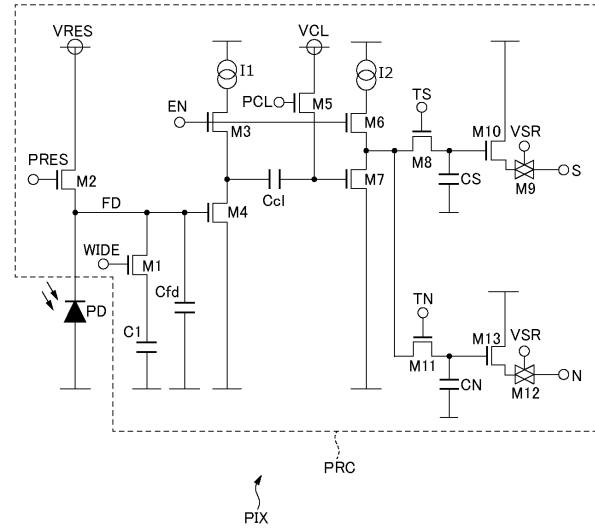 VRES
VCL
I1
I2
EN
PCL
M5
TS
M3
M6
M10
VSR
PRES
M2
M8
S
FD
M4
Ccl
M7
CS
M9
WIDE
M1
TN
Cfd
PD
C1
M13
VSR
M11
N
CN
M12
PRC
PIX